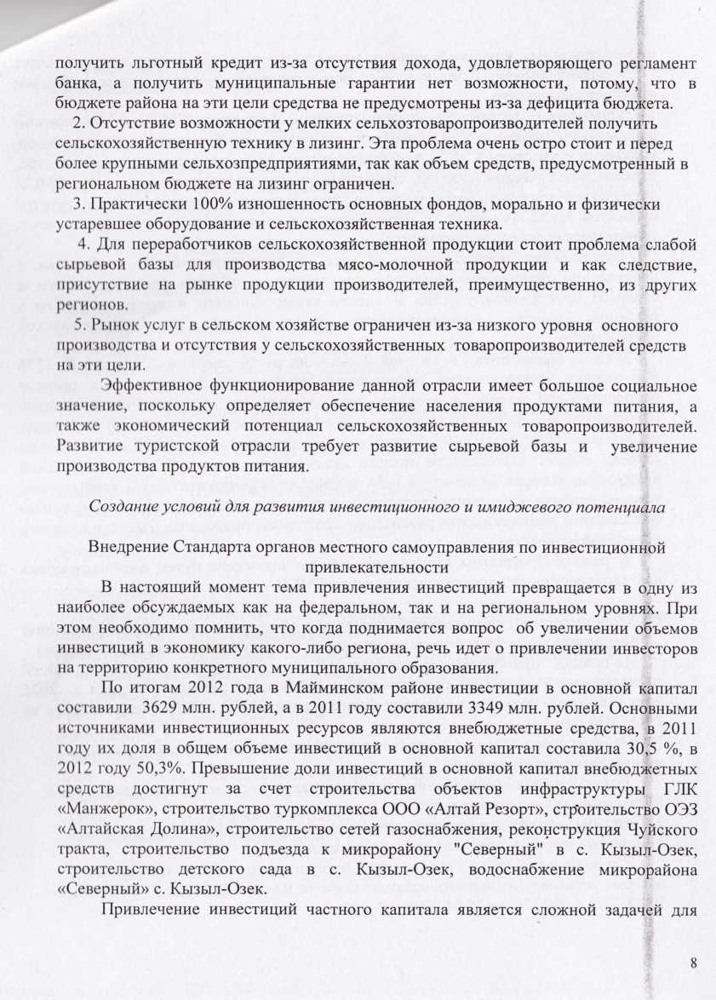 получить льготный кредит из-за отсутствия дохода, удовлетворяющего регламент
банка, а получить муниципальные гарантии нет возможности, потому, что в
бюджете района на эти цели средства не предусмотрены из-за дефицита бюджета.
2. Отсутствие возможности у мелких сельхозтоваропроизводителей получить
сельскохозяйственную технику в лизинг. Эта проблема очень остро стоит и перед
более крупными сельхозпредприятиями, так как объем средств, предусмотренный в
региональном бюджете на лизинг ограничен.
3. Практически 100% изношенность основных фондов, морально и физически
устаревшее оборудование и сельскохозяйственная техника.
4. Для переработчиков сельскохозяйственной продукции стоит проблема слабой
сырьевой базы для производства мясо-молочной продукции и как следствие,
присутствие на рынке продукции производителей, преимущественно, из других
регионов.
5. Рынок услуг в сельском хозяйстве ограничен из-за низкого уровня основного
производства и отсутствия у сельскохозяйственных товаропроизводителей средств
на эти цели.
Эффективное функционирование данной отрасли имеет большое социальное
значение, поскольку определяет обеспечение населения продуктами питания, а
также экономический потенциал сельскохозяйственных товаропроизводителей.
Развитие туристской отрасли требует развитие сырьевой базы и увеличение
производства продуктов питания.
Создание условий для развития инвестиционного и имиджевого потенциала
Внедрение Стандарта органов местного самоуправления по инвестиционной
привлекательности
В настоящий момент тема привлечения инвестиций превращается в одну из
наиболее обсуждаемых как на федеральном, так и на региональном уровнях. При
этом необходимо помнить, что когда поднимается вопрос об увеличении объемов
инвестиций в экономику какого-либо региона, речь идет о привлечении инвесторов
на территорию конкретного муниципального образования.
По итогам 2012 года в Майминском районе инвестиции в основной капитал
составили 3629 млн. рублей, а в 2011 году составили 3349 млн. рублей. Основными
источниками инвестиционных ресурсов являются внебюджетные средства, в 2011
году их доля в общем объеме инвестиций в основной капитал составила 30,5 %, в
2012 году 50,3%. Превышение доли инвестиций в основной капитал внебюджетных
средств достигнут за счет строительства объектов инфраструктуры ГЛК
«Манжерок», строительство туркомплекса ООО «Алтай Резорт», строительство ОЭЗ
«Алтайская Долина», строительство сетей газоснабжения, реконструкция Чуйского
тракта, строительство подъезда к микрорайону "Северный" в с. Кызыл-Озек,
строительство детского сада в с. Кызыл-Озек, водоснабжение микрорайона
«Северный» с. Кызыл-Озек.
Привлечение инвестиций частного капитала является сложной задачей для
8